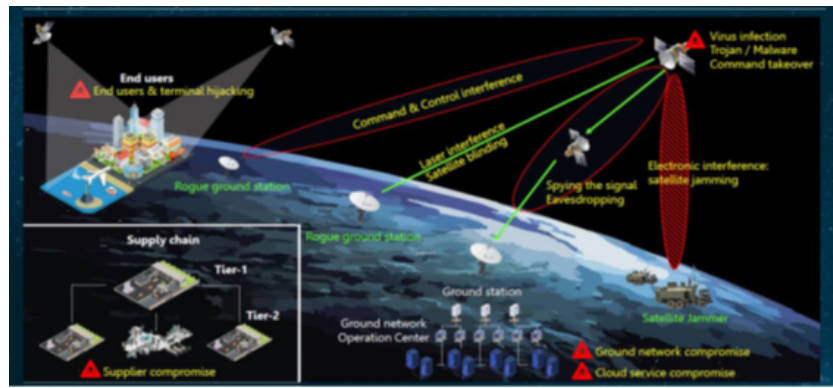 Virus infection
Trojan / Malware
Command takeover
End users
End users & terminal hijacking
Command & Control interference
Laser interference
Satellite blinding
Electronic interference:
satellite jamming
Spying the signal
Eavesdropping
Rogue ground station
Rogue ground station
Supply chain
Tier-1
Tier-2
Supplier compromise
Ground station
Ground network
Operation Center
Satellite Jammer
Ground network compromise
Cloud service compromise